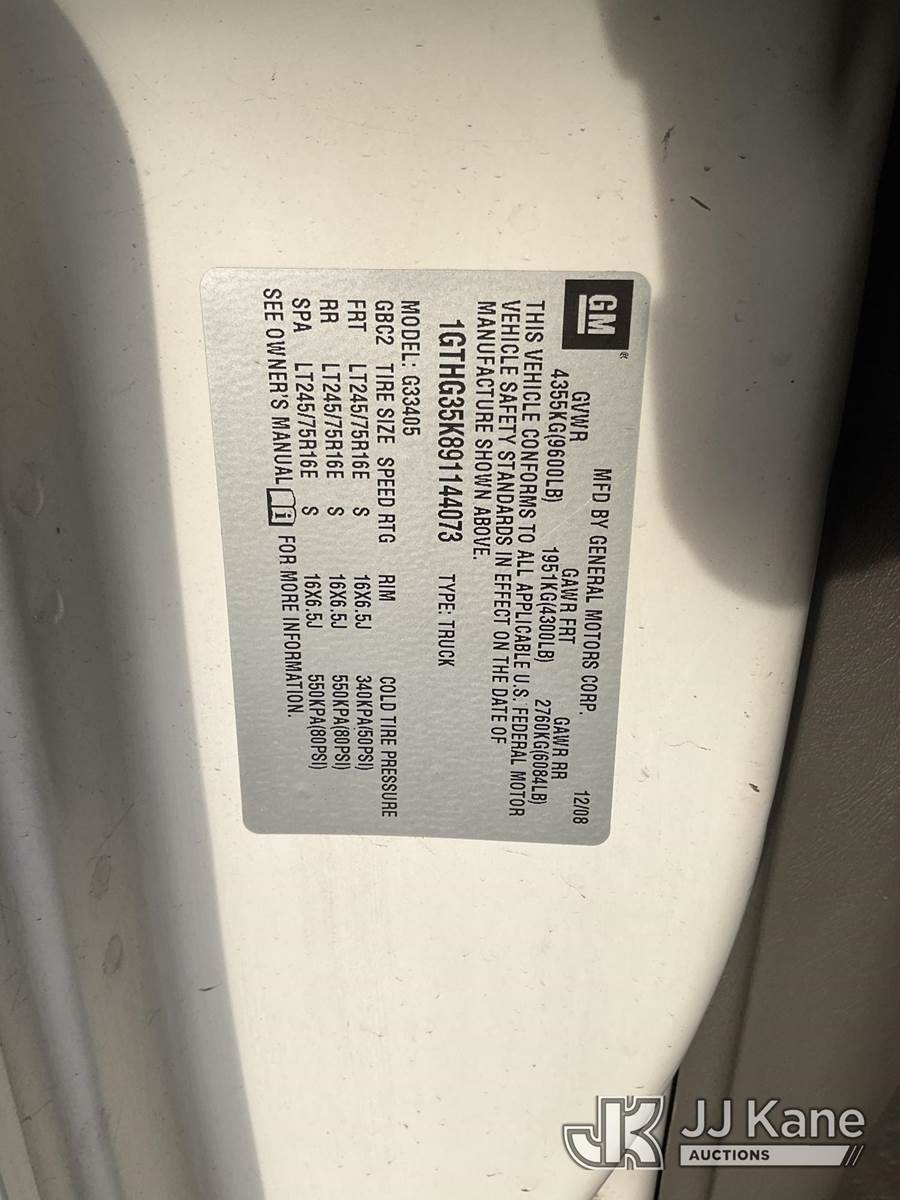 GM ®
MFD BY GENERAL MOTORS CORP. 12/08
GVWR GAWR FRT GAWR RR
4355KG(9600LB) 1951KG(4300LB) 2760KG(6084LB)
THIS VEHICLE CONFORMS TO ALL APPLICABLE U.S. FEDERAL MOTOR
VEHICLE SAFETY STANDARDS IN EFFECT ON THE DATE OF
MANUFACTURE SHOWN ABOVE.
1GTHG35K891144073 TYPE: TRUCK
MODEL: G33405
GBC2 TIRE SIZE SPEED RTG RIM COLD TIRE PRESSURE
FRT LT245/75R16E S 16X6.5J 340KPA(50PSI)
RR LT245/75R16E S 16X6.5J 550KPA(80PSI)
SPA LT245/75R16E S 16X6.5J 550KPA(80PSI)
SEE OWNER'S MANUAL i FOR MORE INFORMATION.
JK JJ Kane
AUCTIONS